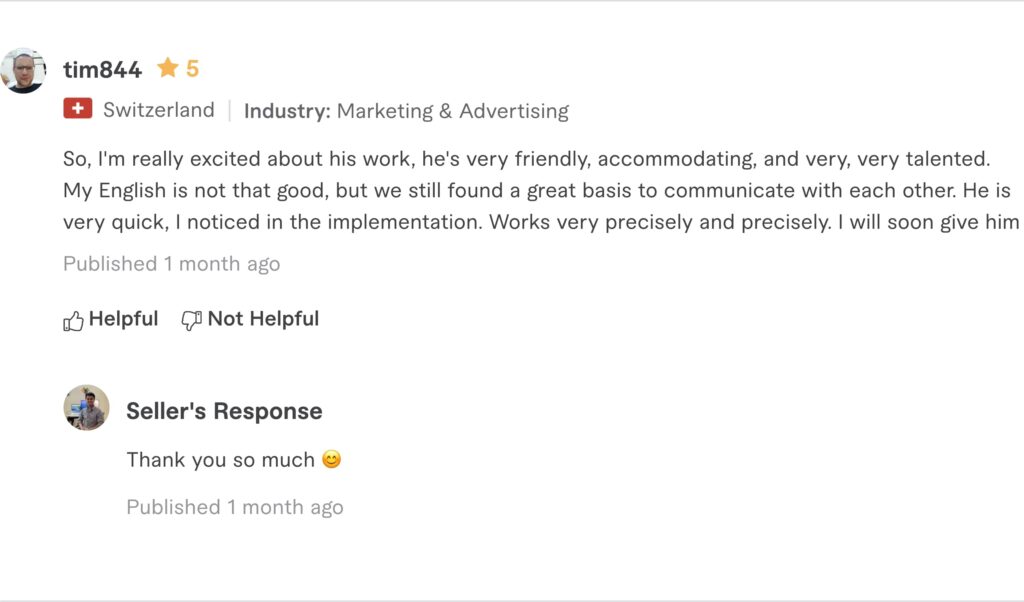 tim844 ★ 5
Switzerland | Industry: Marketing & Advertising
So, I'm really excited about his work, he's very friendly, accommodating, and very, very talented.
My English is not that good, but we still found a great basis to communicate with each other. He is
very quick, I noticed in the implementation. Works very precisely and precisely. I will soon give him
Published 1 month ago
Helpful Not Helpful
Seller's Response
Thank you so much 😊
Published 1 month ago